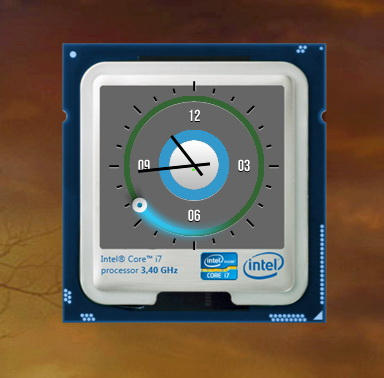 12
09
03
06
Intel® Core™ i7
processor 3,40 GHz
intel inside
CORE i7
intel